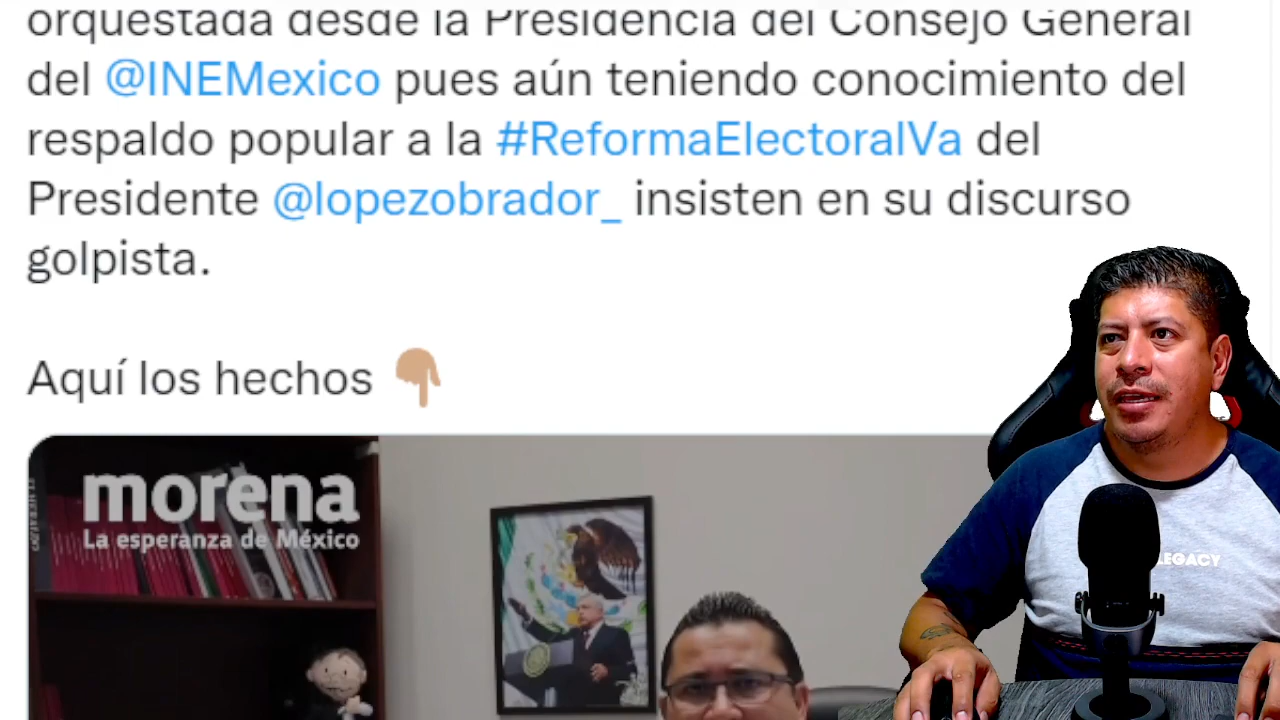 orquestada desde la Presidencia del Consejo General
del @INEMexico pues aún teniendo conocimiento del
respaldo popular a la #ReformaElectoralVa del
Presidente @lopezobrador_ insisten en su discurso
golpista.
Aquí los hechos
morena
La esperanza de México
LEGACY